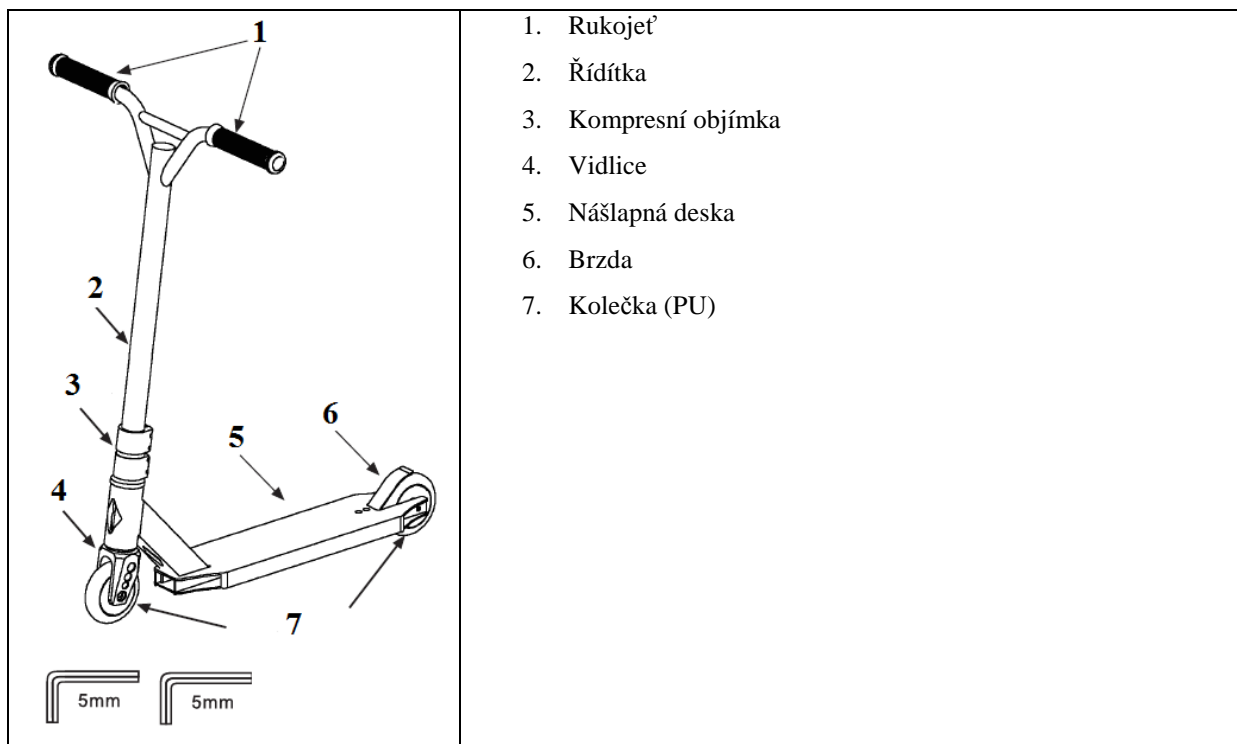 1
2
3
4
5
6
7
5mm 5mm
1. Rukojeť
2. Řídítka
3. Kompresní objímka
4. Vidlice
5. Nášlapná deska
6. Brzda
7. Kolečka (PU)